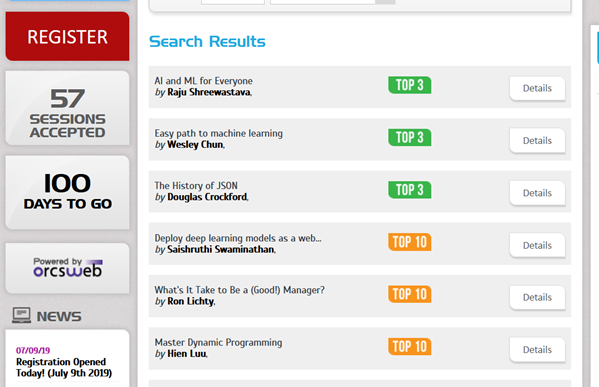 REGISTER
57
SESSIONS
ACCEPTED
100
DAYS TO GO
Powered by
orcsweb
NEWS
07/09/19
Registration Opened
Today! (July 9th 2019)
Search Results
AI and ML for Everyone
by Raju Shreewastava,
TOP 3
Details
Easy path to machine learning
by Wesley Chun,
TOP 3
Details
The History of JSON
by Douglas Crockford,
TOP 3
Details
Deploy deep learning models as a web...
by Saishruthi Swaminathan,
TOP 10
Details
What's It Take to Be a (Good!) Manager?
by Ron Lichty,
TOP 10
Details
Master Dynamic Programming
by Hien Luu,
TOP 10
Details